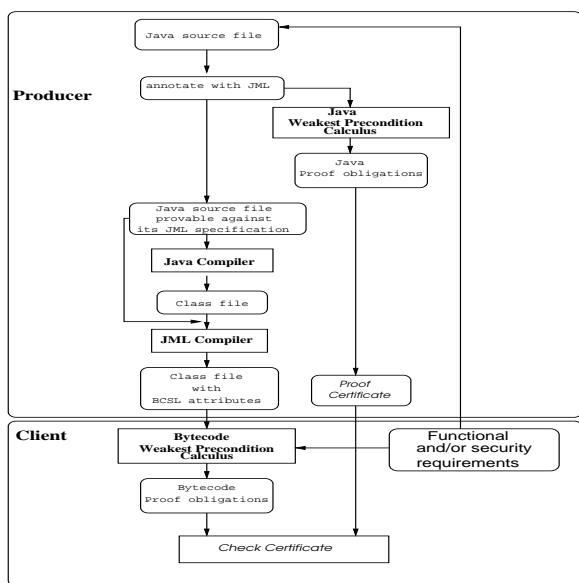 Java source file
annotate with JML
Producer
Java
Weakest Precondition
Calculus
Java
Proof obligations
Java source file
provable against
its JML specification
Java Compiler
Class file
JML Compiler
Class file
with
BCSL attributes
Proof
Certificate
Client
Bytecode
Weakest Precondition
Calculus
Functional
and/or security
requirements
Bytecode
Proof obligations
Check Certificate